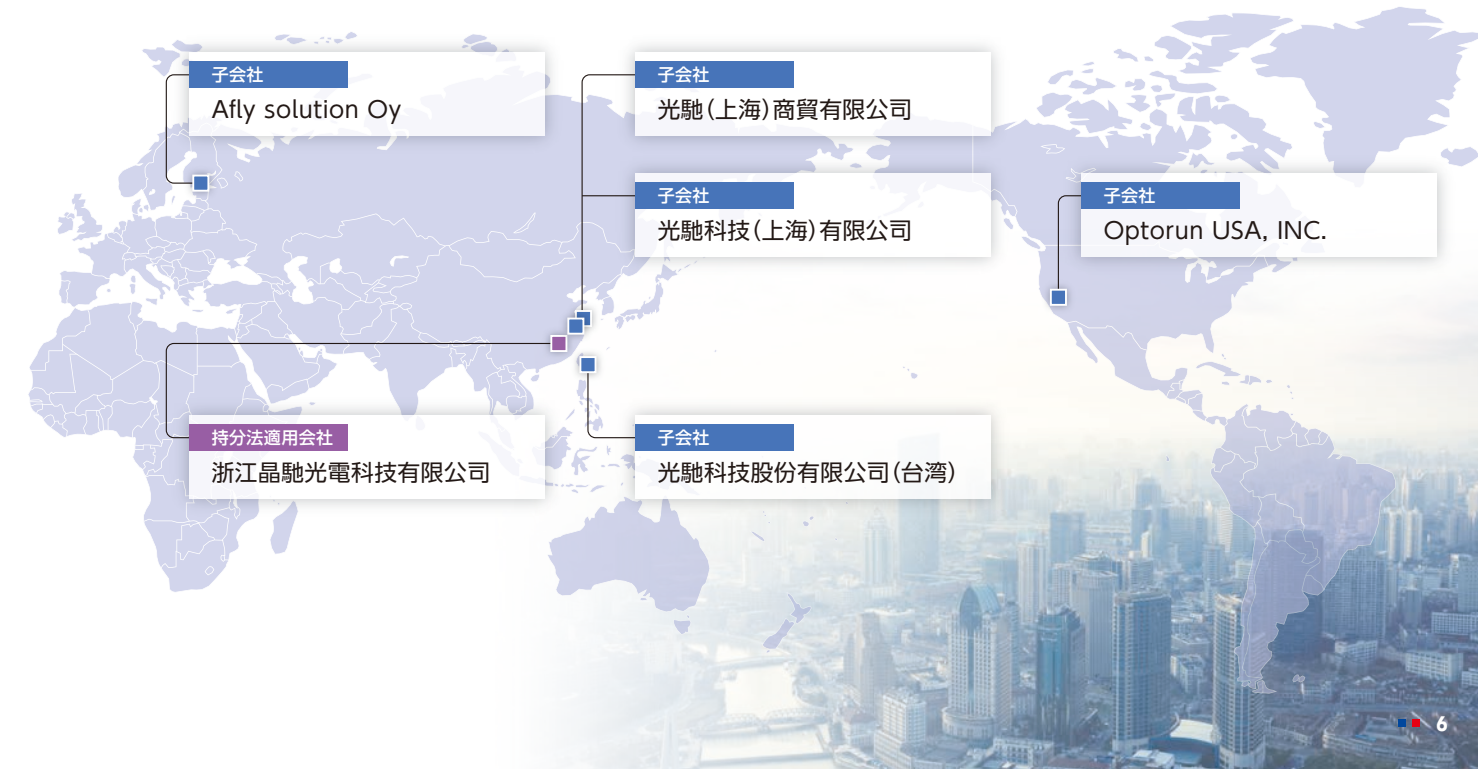 子会社
Afly solution Oy
子会社
光馳(上海)商貿有限公司
子会社
光馳科技(上海)有限公司
子会社
Optorun USA, INC.
持分法適用会社
浙江晶馳光電科技有限公司
子会社
光馳科技股份有限公司(台湾)
6